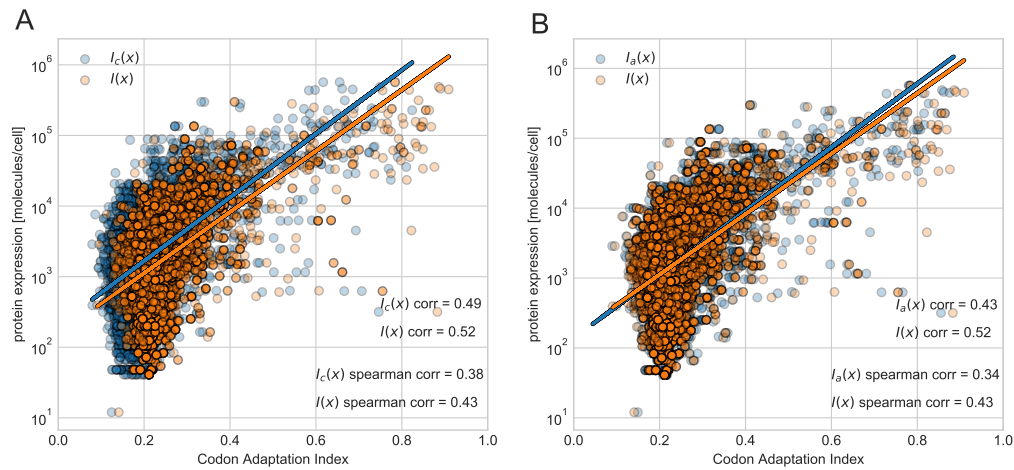 A
I_c(x)
I(x)
protein expression [molecules/cell]
10^6
10^5
10^4
10^3
10^2
10^1
I_c(x) corr = 0.49
I(x) corr = 0.52
I_c(x) spearman corr = 0.38
I(x) spearman corr = 0.43
0.0 0.2 0.4 0.6 0.8 1.0
Codon Adaptation Index
B
I_a(x)
I(x)
protein expression [molecules/cell]
10^6
10^5
10^4
10^3
10^2
10^1
I_a(x) corr = 0.43
I(x) corr = 0.52
I_a(x) spearman corr = 0.34
I(x) spearman corr = 0.43
0.0 0.2 0.4 0.6 0.8 1.0
Codon Adaptation Index